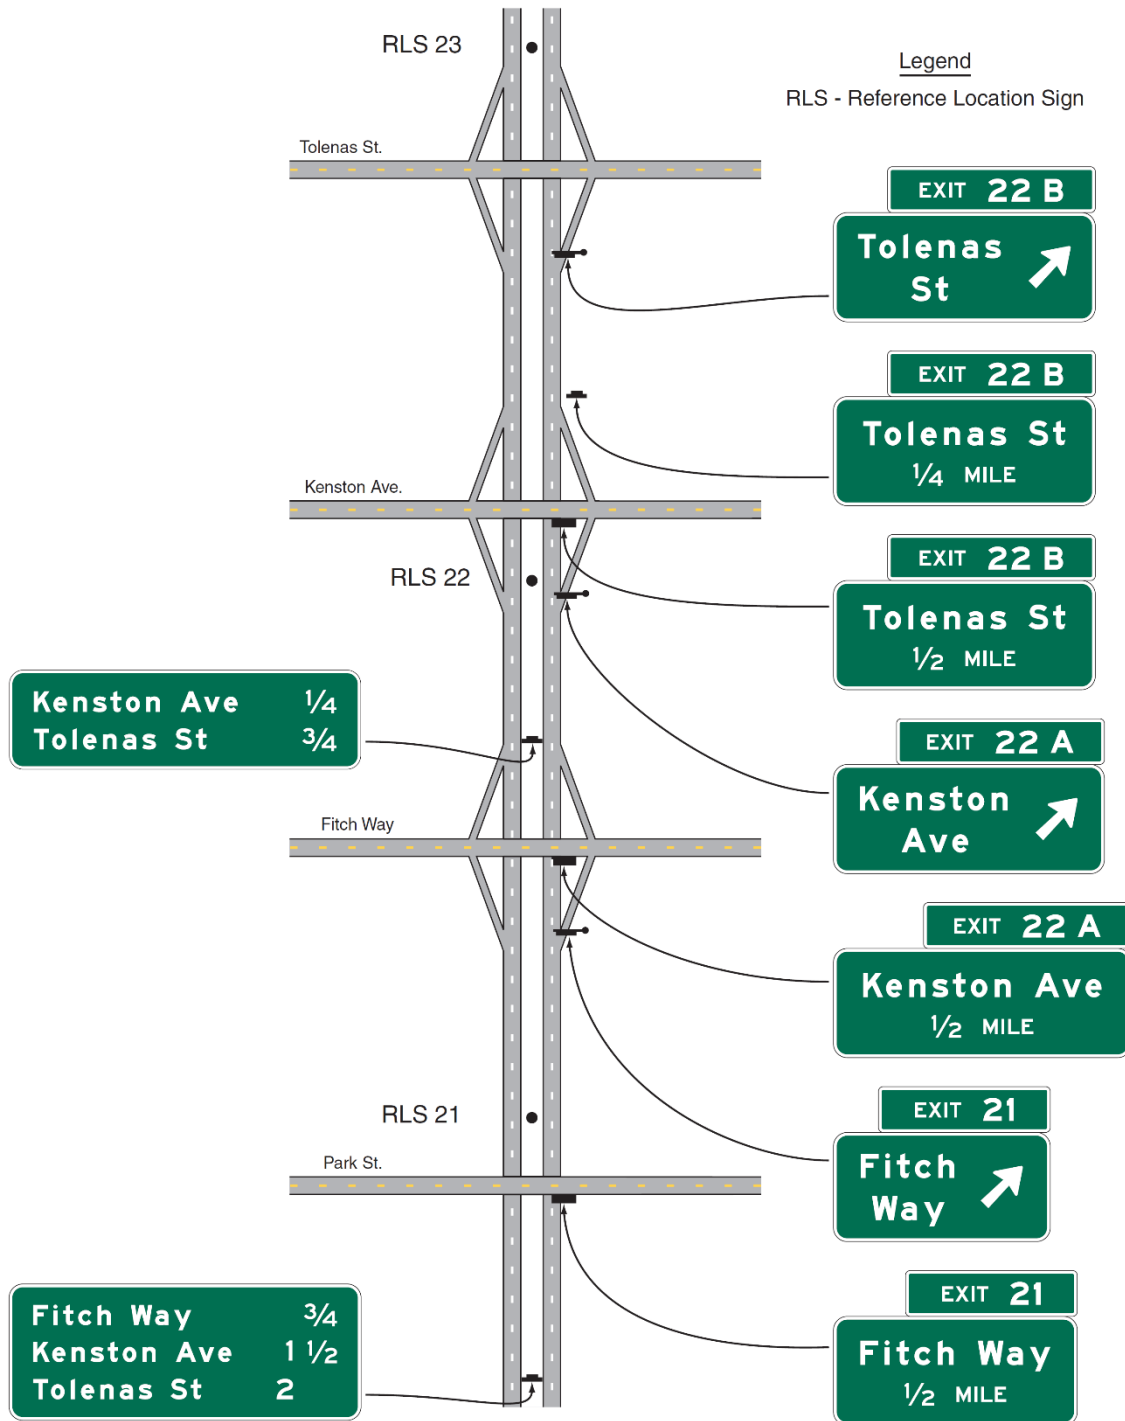 RLS 23
Legend
RLS - Reference Location Sign
Tolenas St.
EXIT 22 B
Tolenas
St
EXIT 22 B
Tolenas St
1/4 MILE
Kenston Ave.
EXIT 22 B
Tolenas St
1/2 MILE
RLS 22
Kenston Ave 1/4
Tolenas St 3/4
EXIT 22 A
Kenston
Ave
Fitch Way
EXIT 22 A
Kenston Ave
1/2 MILE
RLS 21
EXIT 21
Fitch
Way
Park St.
EXIT 21
Fitch Way
1/2 MILE
Fitch Way 3/4
Kenston Ave 1 1/2
Tolenas St 2